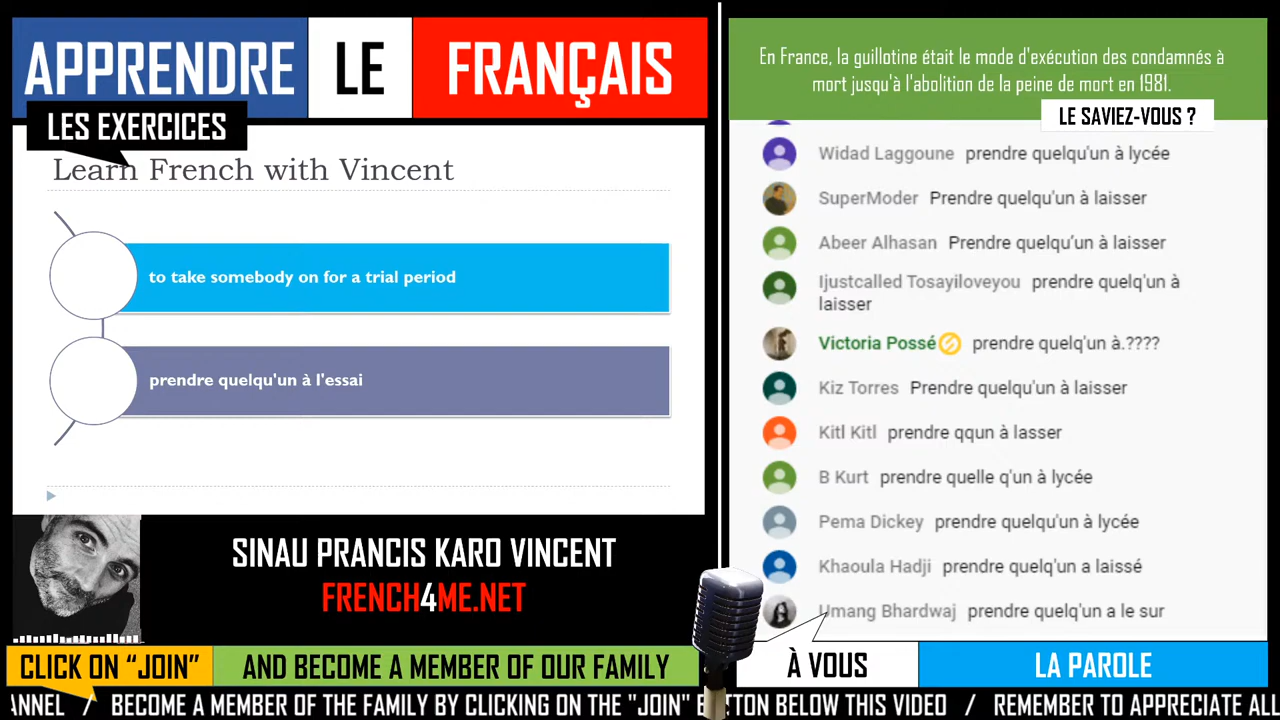 APPRENDRE LE FRANÇAIS
LES EXERCICES
Learn French with Vincent
to take somebody on for a trial period
prendre quelqu'un à l'essai
SINAU PRANCIS KARO VINCENT
FRENCH4ME.NET
CLICK ON “JOIN” AND BECOME A MEMBER OF OUR FAMILY
En France, la guillotine était le mode d'exécution des condamnés à
mort jusqu'à l'abolition de la peine de mort en 1981.
LE SAVIEZ-VOUS ?
Widad Laggoune prendre quelqu'un à lycée
SuperModer Prendre quelqu'un à laisser
Abeer Alhasan Prendre quelqu'un à laisser
Ijustcalled Tosayiloveyou prendre quelq'un à
laisser
Victoria Possé prendre quelq'un à.????
Kiz Torres Prendre quelqu'un à laisser
Kitl Kitl prendre qqun à lasser
B Kurt prendre quelle q'un à lycée
Pema Dickey prendre quelqu'un à lycée
Khaoula Hadji prendre quelq'un a laissé
Umang Bhardwaj prendre quelq'un a le sur
À VOUS LA PAROLE
ANNEL / BECOME A MEMBER OF THE FAMILY BY CLICKING ON THE "JOIN" BUTTON BELOW THIS VIDEO / REMEMBER TO APPRECIATE ALL